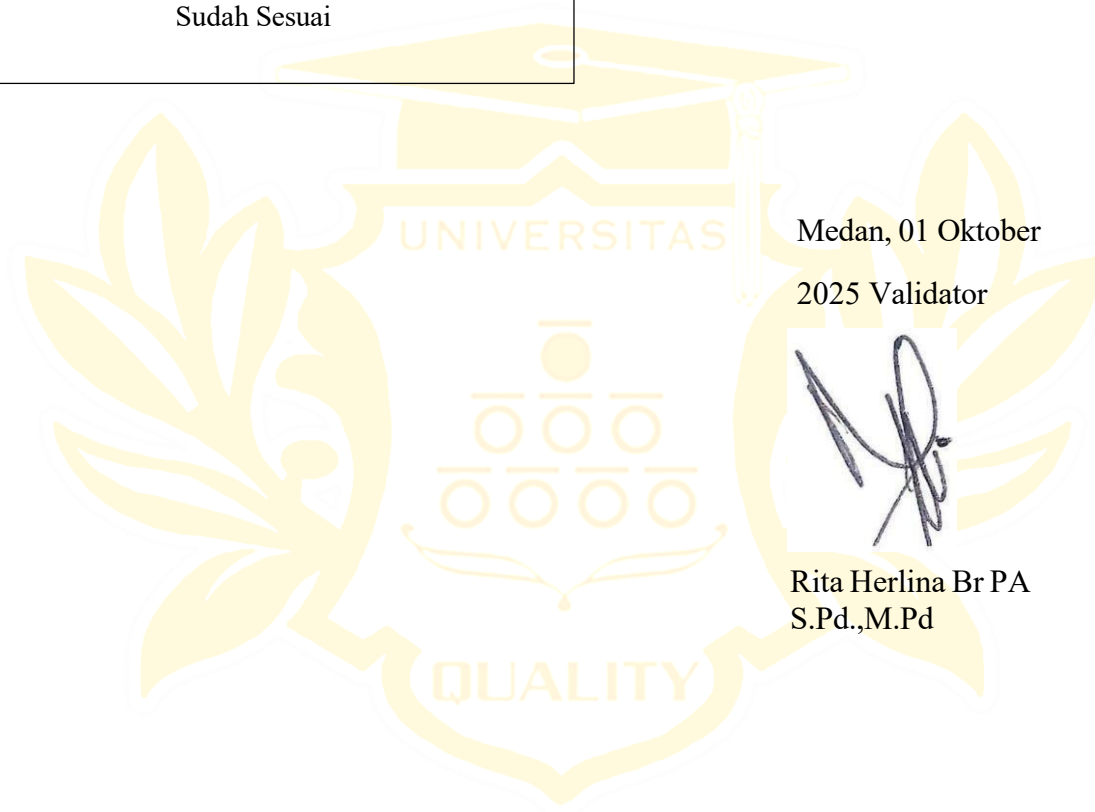 Sudah Sesuai
UNIVERSITAS
Medan, 01 Oktober
2025 Validator
Rita Herlina Br PA
S.Pd.,M.Pd
QUALITY